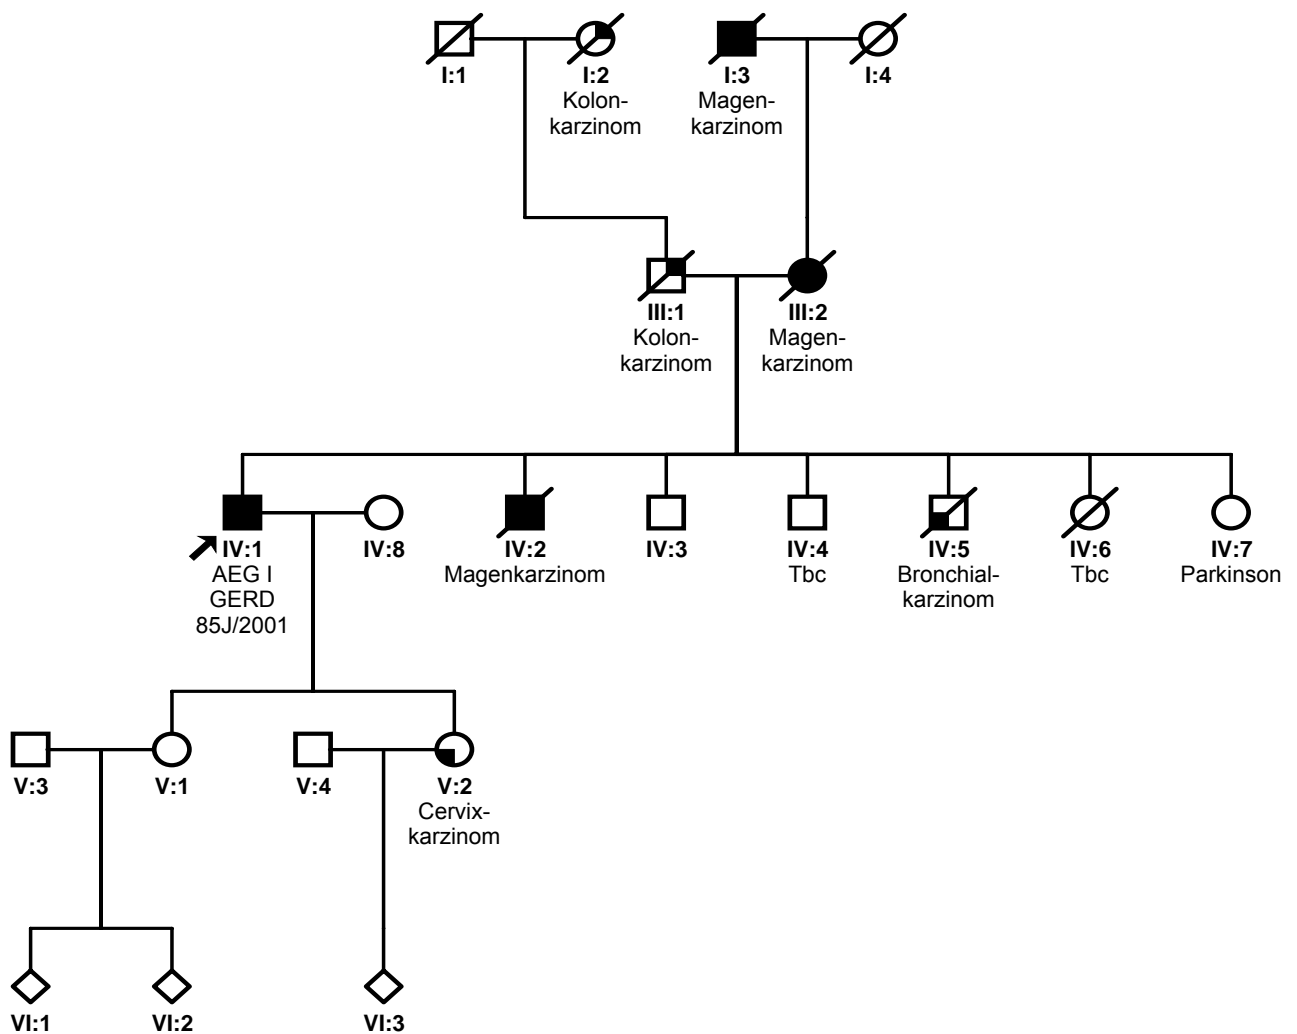 I:1
I:2
Kolon-
karzinom
I:3
Magen-
karzinom
I:4
III:1
Kolon-
karzinom
III:2
Magen-
karzinom
IV:1
AEG I
GERD
85J/2001
IV:8
IV:2
Magenkarzinom
IV:3
IV:4
Tbc
IV:5
Bronchial-
karzinom
IV:6
Tbc
IV:7
Parkinson
V:3
V:1
V:4
V:2
Cervix-
karzinom
VI:1
VI:2
VI:3